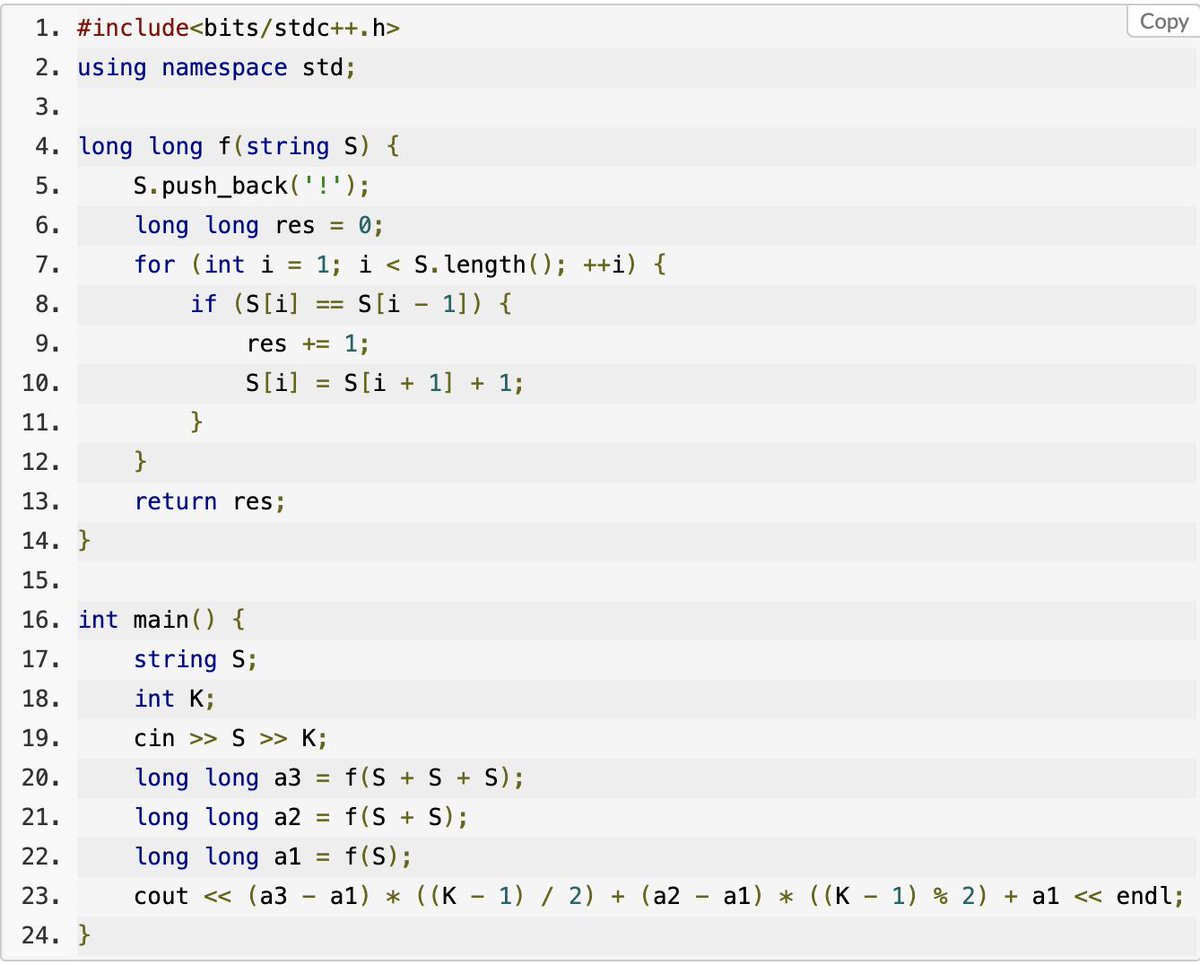 Copy
1. #include<bits/stdc++.h>
2. using namespace std;
3.
4. long long f(string S) {
5.     S.push_back('!');
6.     long long res = 0;
7.     for (int i = 1; i < S.length(); ++i) {
8.         if (S[i] == S[i - 1]) {
9.             res += 1;
10.             S[i] = S[i + 1] + 1;
11.         }
12.     }
13.     return res;
14. }
15.
16. int main() {
17.     string S;
18.     int K;
19.     cin >> S >> K;
20.     long long a3 = f(S + S + S);
21.     long long a2 = f(S + S);
22.     long long a1 = f(S);
23.     cout << (a3 - a1) * ((K - 1) / 2) + (a2 - a1) * ((K - 1) % 2) + a1 << endl;
24. }